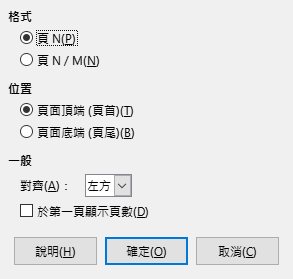 格式
頁 N(P)
頁 N / M(N)
位置
頁面頂端 (頁首)(T)
頁面底端 (頁尾)(B)
一般
對齊(A)： 左方
於第一頁顯示頁數(D)
說明(H) 確定(O) 取消(C)